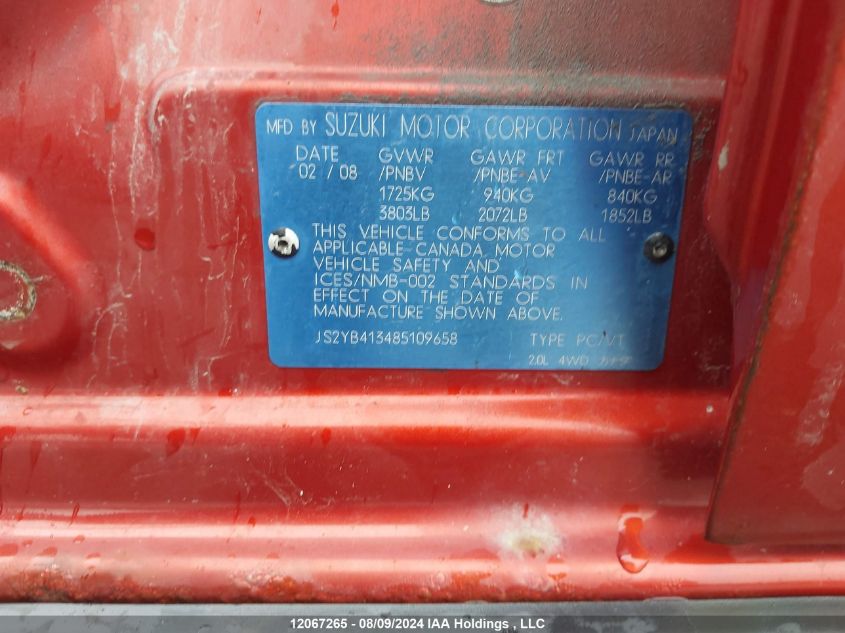 MFD BY SUZUKI MOTOR CORPORATION JAPAN
DATE GVWR GAWR FRT GAWR RR
02 / 08 /PNBV /PNBE-AV /PNBE-AR
1725KG 940KG 840KG
3803LB 2072LB 1852LB
THIS VEHICLE CONFORMS TO ALL
APPLICABLE CANADA MOTOR
VEHICLE SAFETY AND
ICES/NMB-002 STANDARDS IN
EFFECT ON THE DATE OF
MANUFACTURE SHOWN ABOVE.
JS2YB413485109658 TYPE PC/VT
2.0L 4WD カナダ
12067265 - 08/09/2024 IAA Holdings , LLC